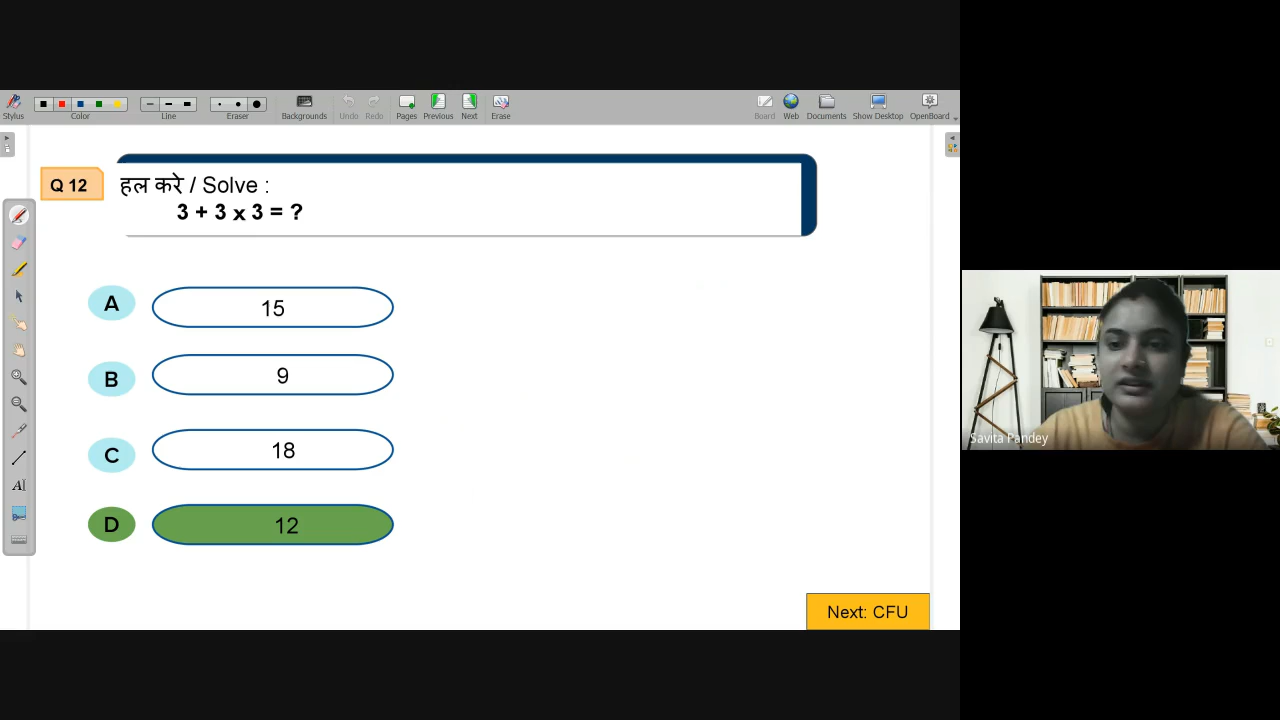 Stylus
Color
Line
Eraser
Backgrounds
Undo
Redo
Pages
Previous
Next
Erase
Board
Web
Documents
Show Desktop
OpenBoard
Q 12
हल करे / Solve :
3 + 3 x 3 = ?
A
15
B
9
C
18
D
12
Next: CFU
Savita Pandey